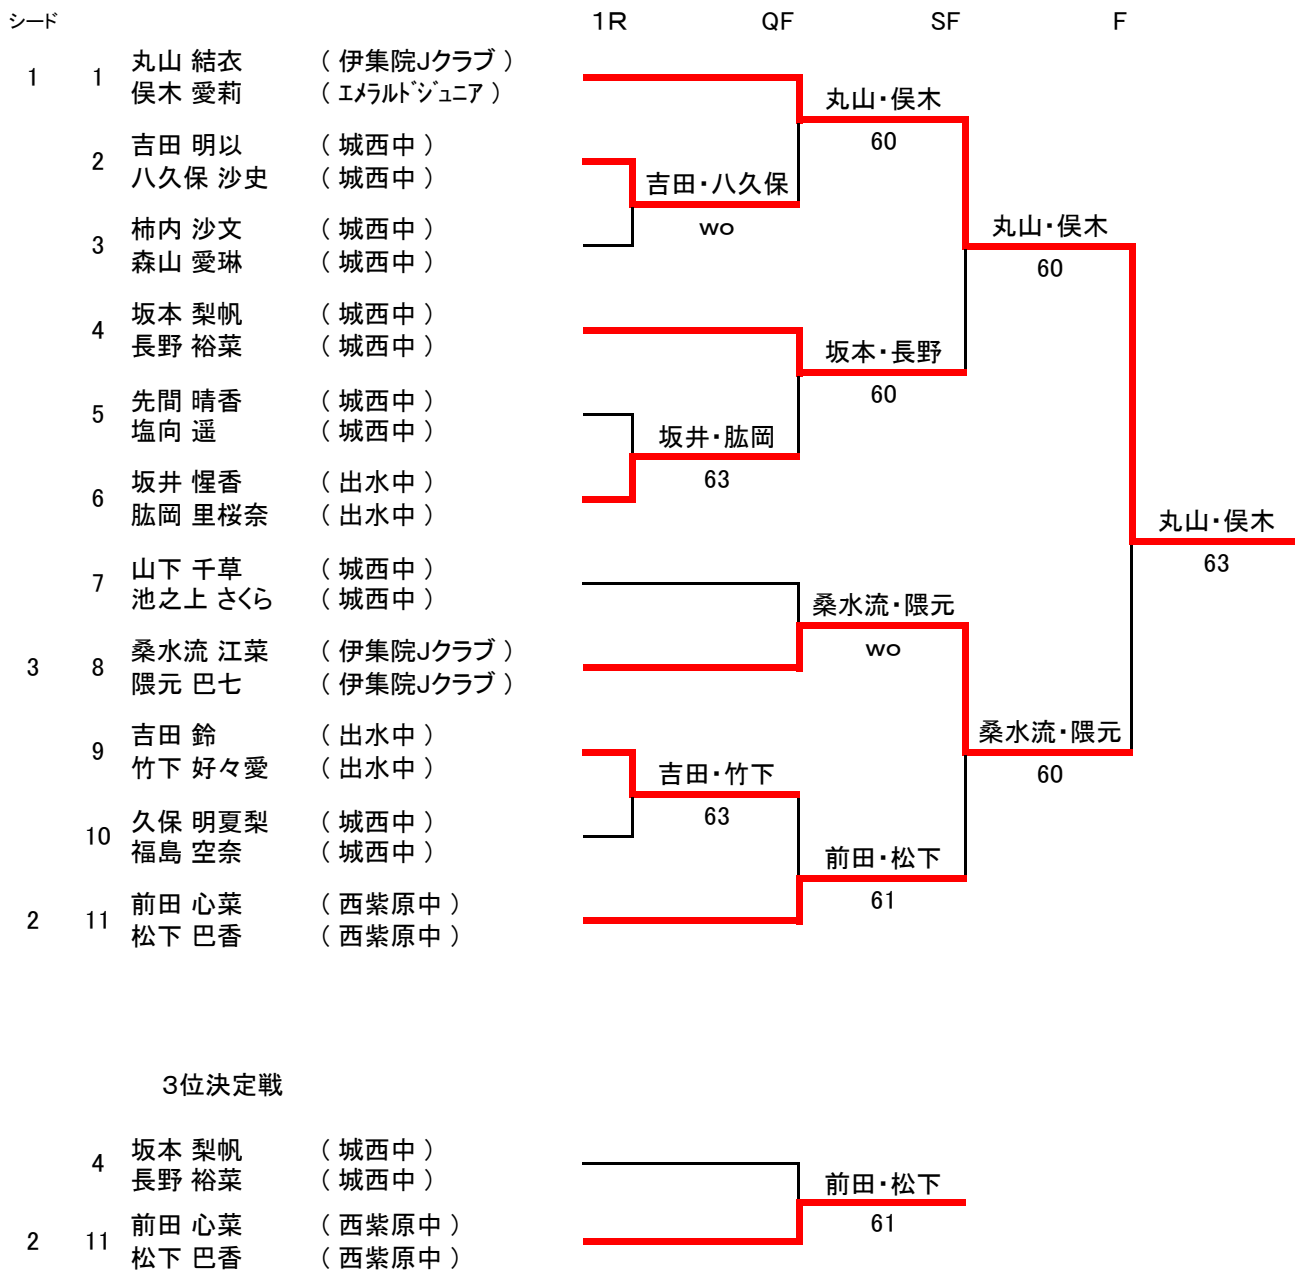 シード 1R QF SF F
丸山 結衣 ( 伊集院Jクラブ )
1 1
俣木 愛莉 ( エメラルドジュニア )
丸山・俣木
60
吉田 明以 ( 城西中 )
2
八久保 沙史 ( 城西中 )
吉田・八久保
wo
柿内 沙文 ( 城西中 )
3
森山 愛琳 ( 城西中 )
丸山・俣木
60
坂本 梨帆 ( 城西中 )
4
長野 裕菜 ( 城西中 )
坂本・長野
60
先間 晴香 ( 城西中 )
5
塩向 遥 ( 城西中 )
坂井・肱岡
63
坂井 惺香 ( 出水中 )
6
肱岡 里桜奈 ( 出水中 )
丸山・俣木
63
山下 千草 ( 城西中 )
7
池之上 さくら ( 城西中 )
桑水流・隈元
wo
桑水流 江菜 ( 伊集院Jクラブ )
3 8
隈元 巴七 ( 伊集院Jクラブ )
吉田 鈴 ( 出水中 )
9
竹下 好々愛 ( 出水中 )
桑水流・隈元
60
吉田・竹下
63
久保 明夏梨 ( 城西中 )
10
福島 空奈 ( 城西中 )
前田・松下
61
前田 心菜 ( 西紫原中 )
2 11
松下 巴香 ( 西紫原中 )
3位決定戦
坂本 梨帆 ( 城西中 )
4
長野 裕菜 ( 城西中 )
前田・松下
61
前田 心菜 ( 西紫原中 )
2 11
松下 巴香 ( 西紫原中 )